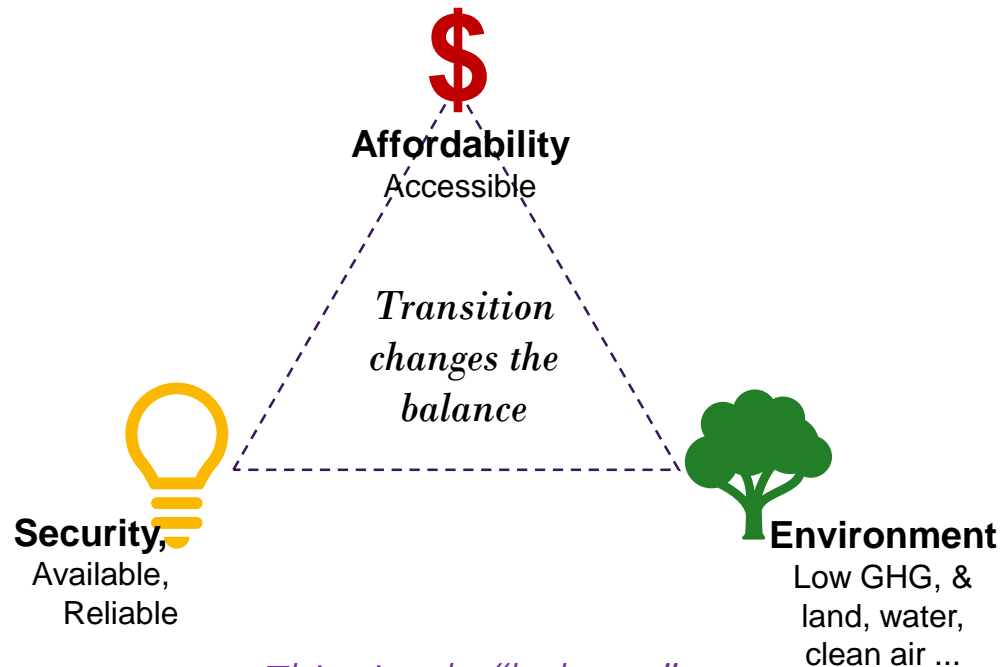 $
Affordability
Accessible
Transition
changes the
balance
Security,
Available,
Reliable
Environment
Low GHG, &
land, water,
clean air ...